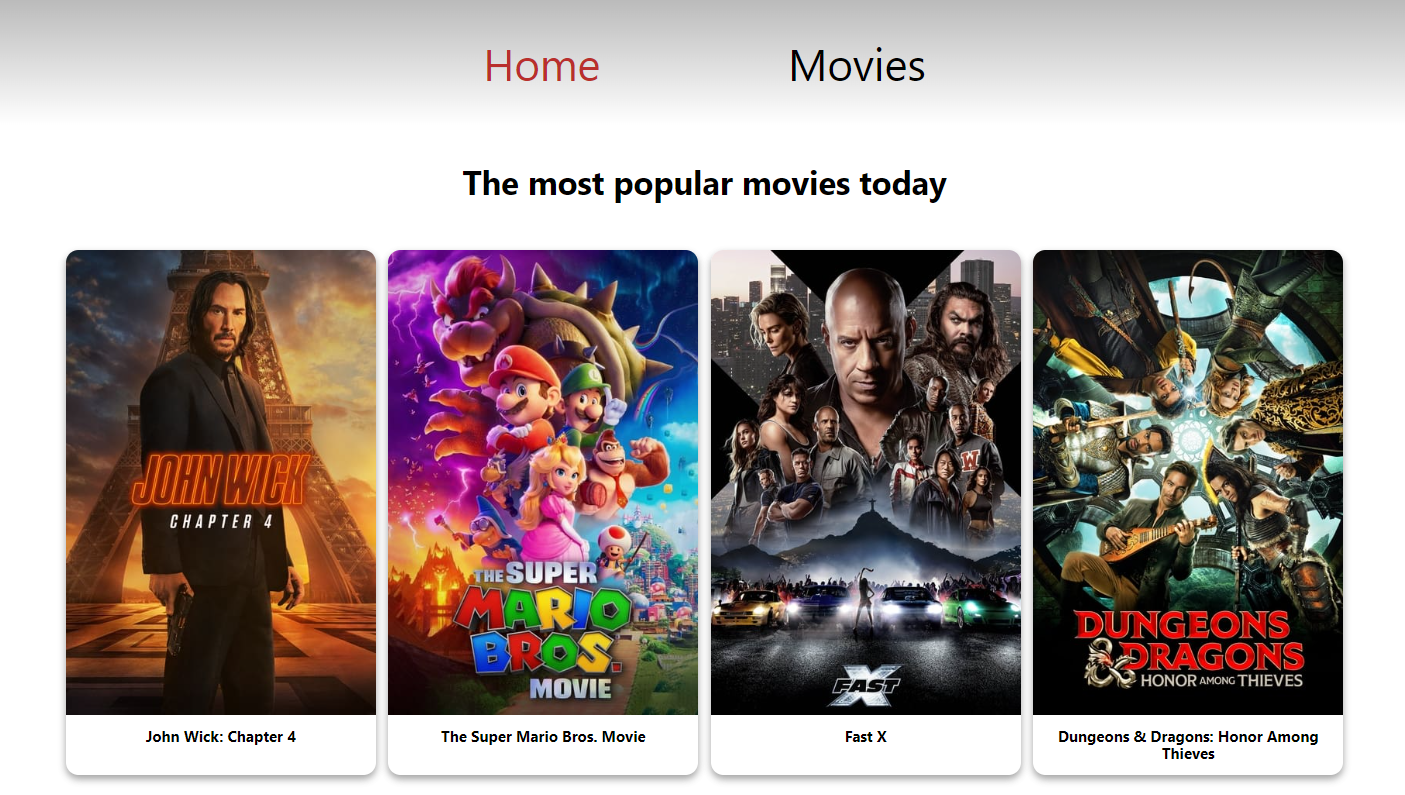 Home Movies
The most popular movies today
JOHN WICK
CHAPTER 4
THE SUPER
MARIO
BROS.
MOVIE
FAST X
W
DUNGEONS
& DRAGONS
HONOR AMONG THIEVES
John Wick: Chapter 4
The Super Mario Bros. Movie
Fast X
Dungeons & Dragons: Honor Among
Thieves